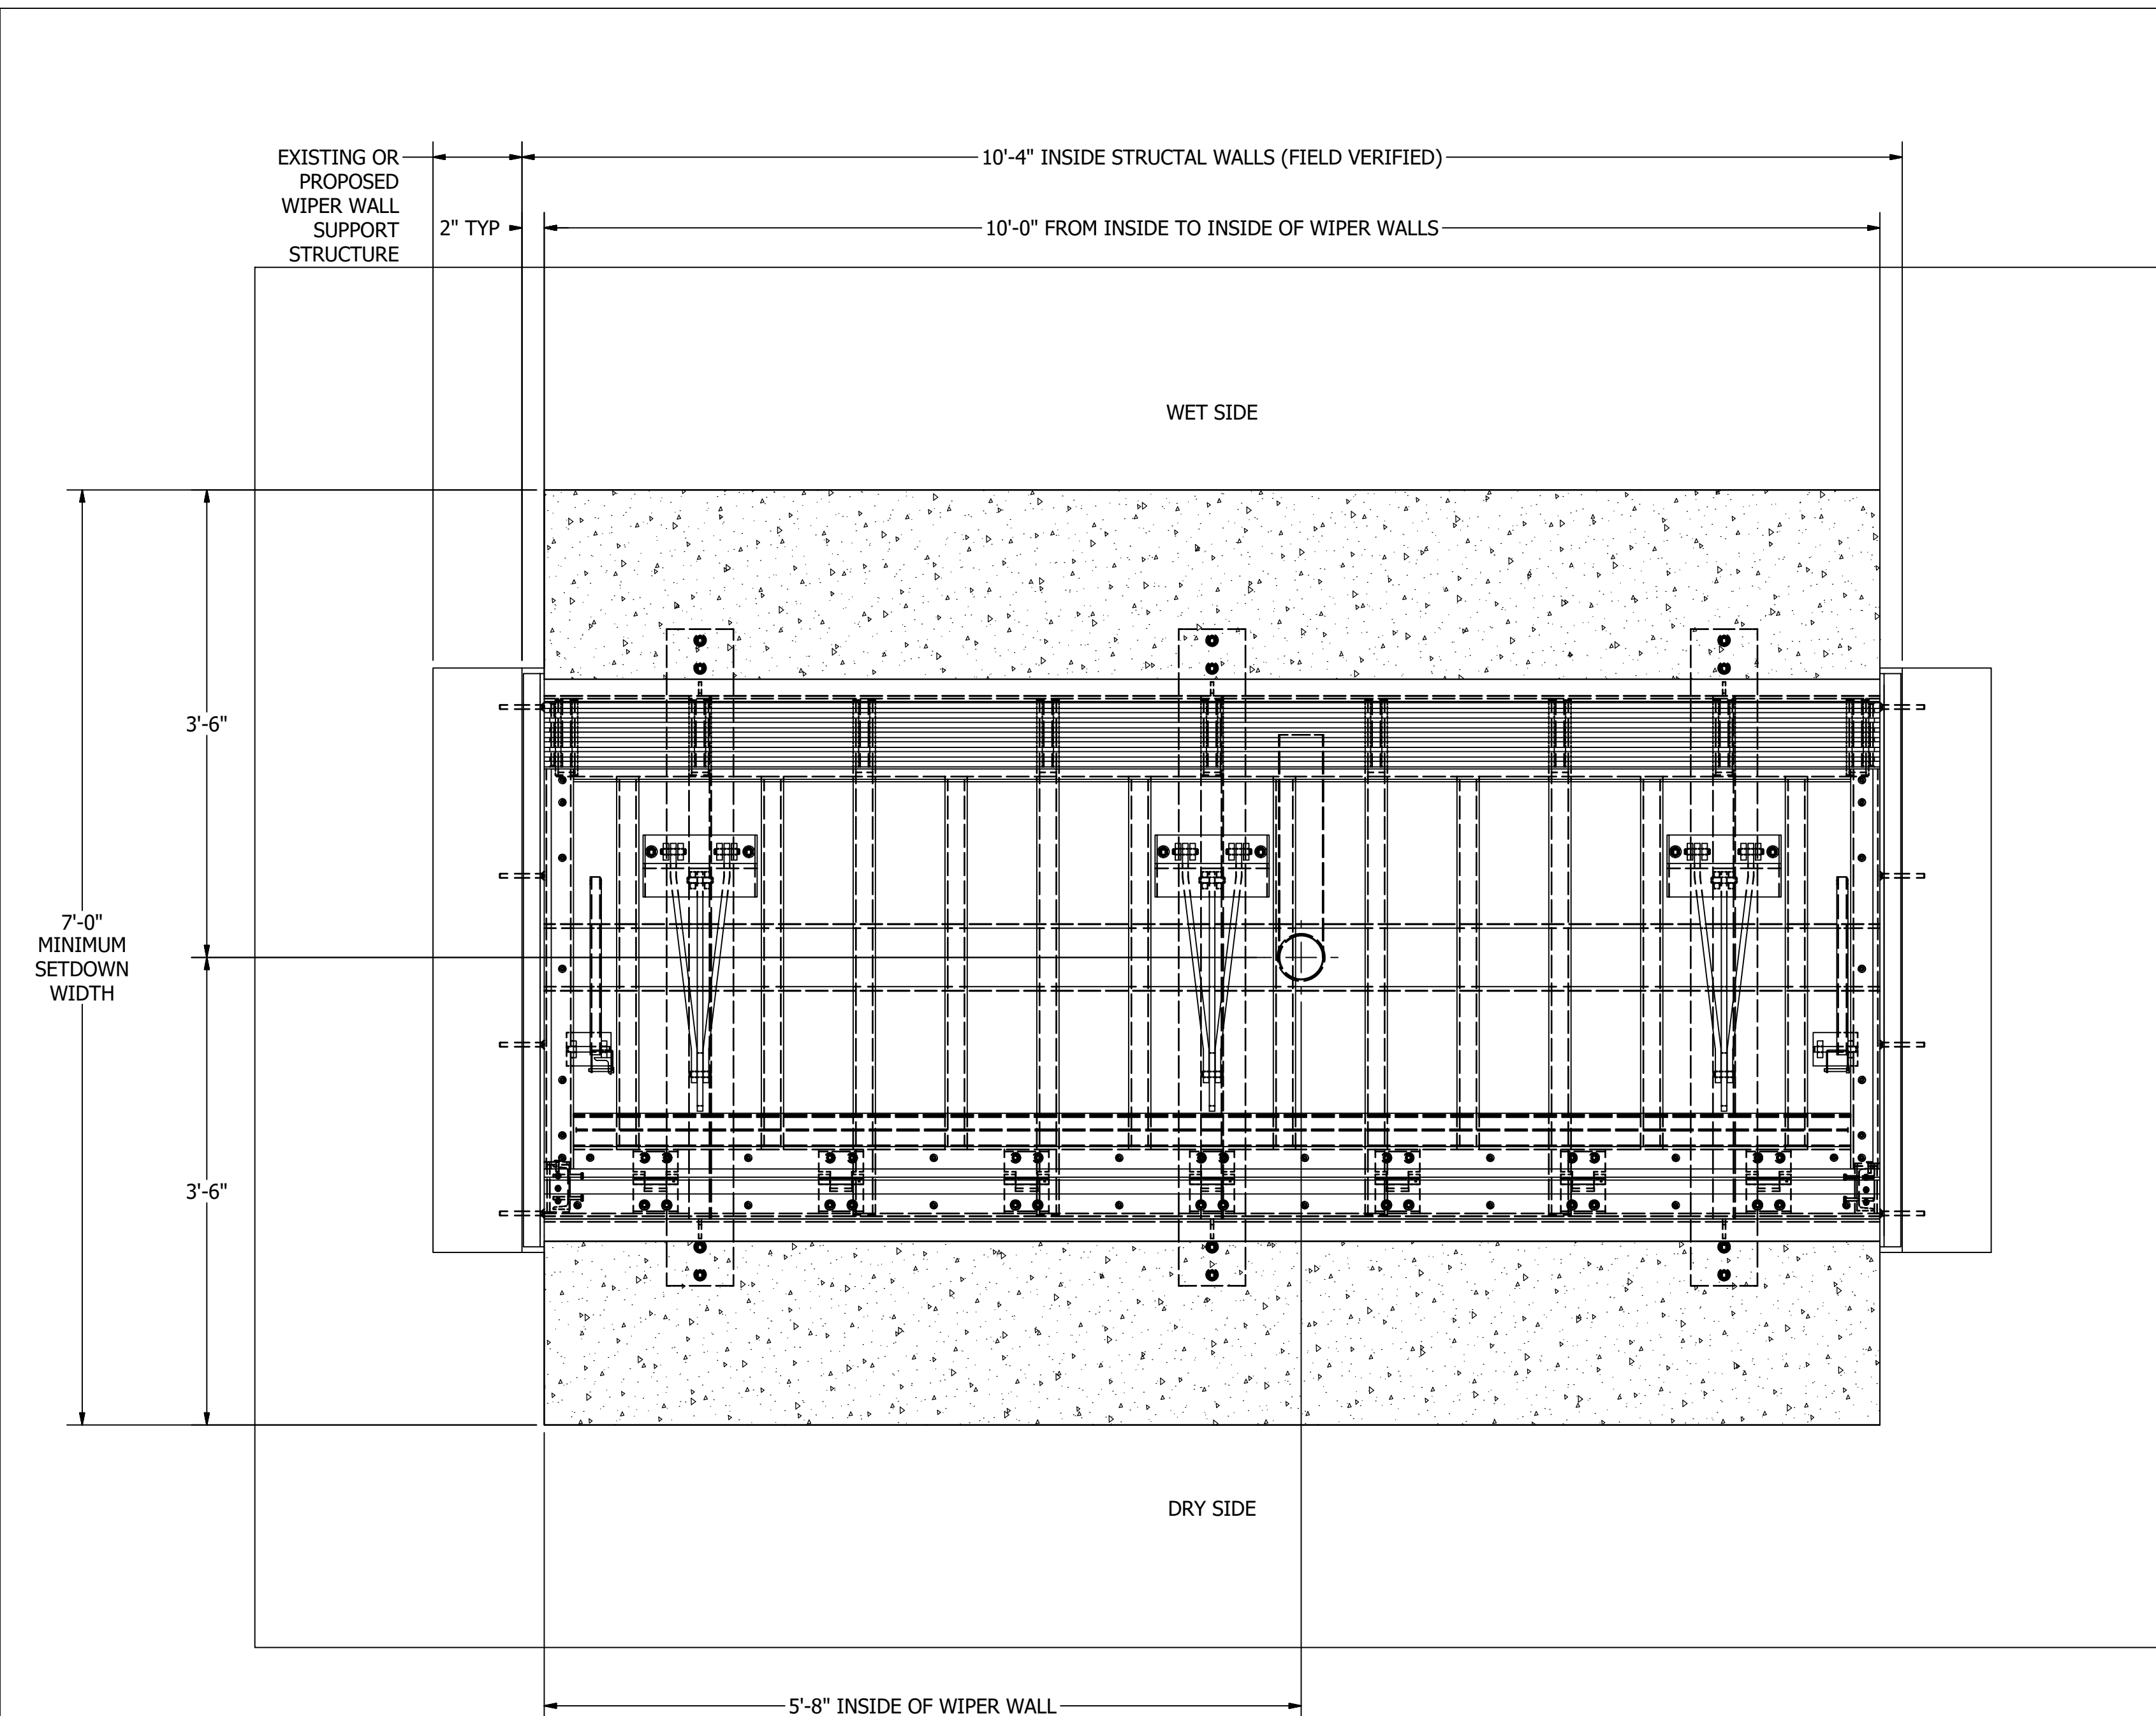 EXISTING OR
PROPOSED
WIPER WALL
SUPPORT
STRUCTURE
10'-4" INSIDE STRUCTAL WALLS (FIELD VERIFIED)
2" TYP
10'-0" FROM INSIDE TO INSIDE OF WIPER WALLS
WET SIDE
3'-6"
7'-0"
MINIMUM
SETDOWN
WIDTH
3'-6"
DRY SIDE
5'-8" INSIDE OF WIPER WALL